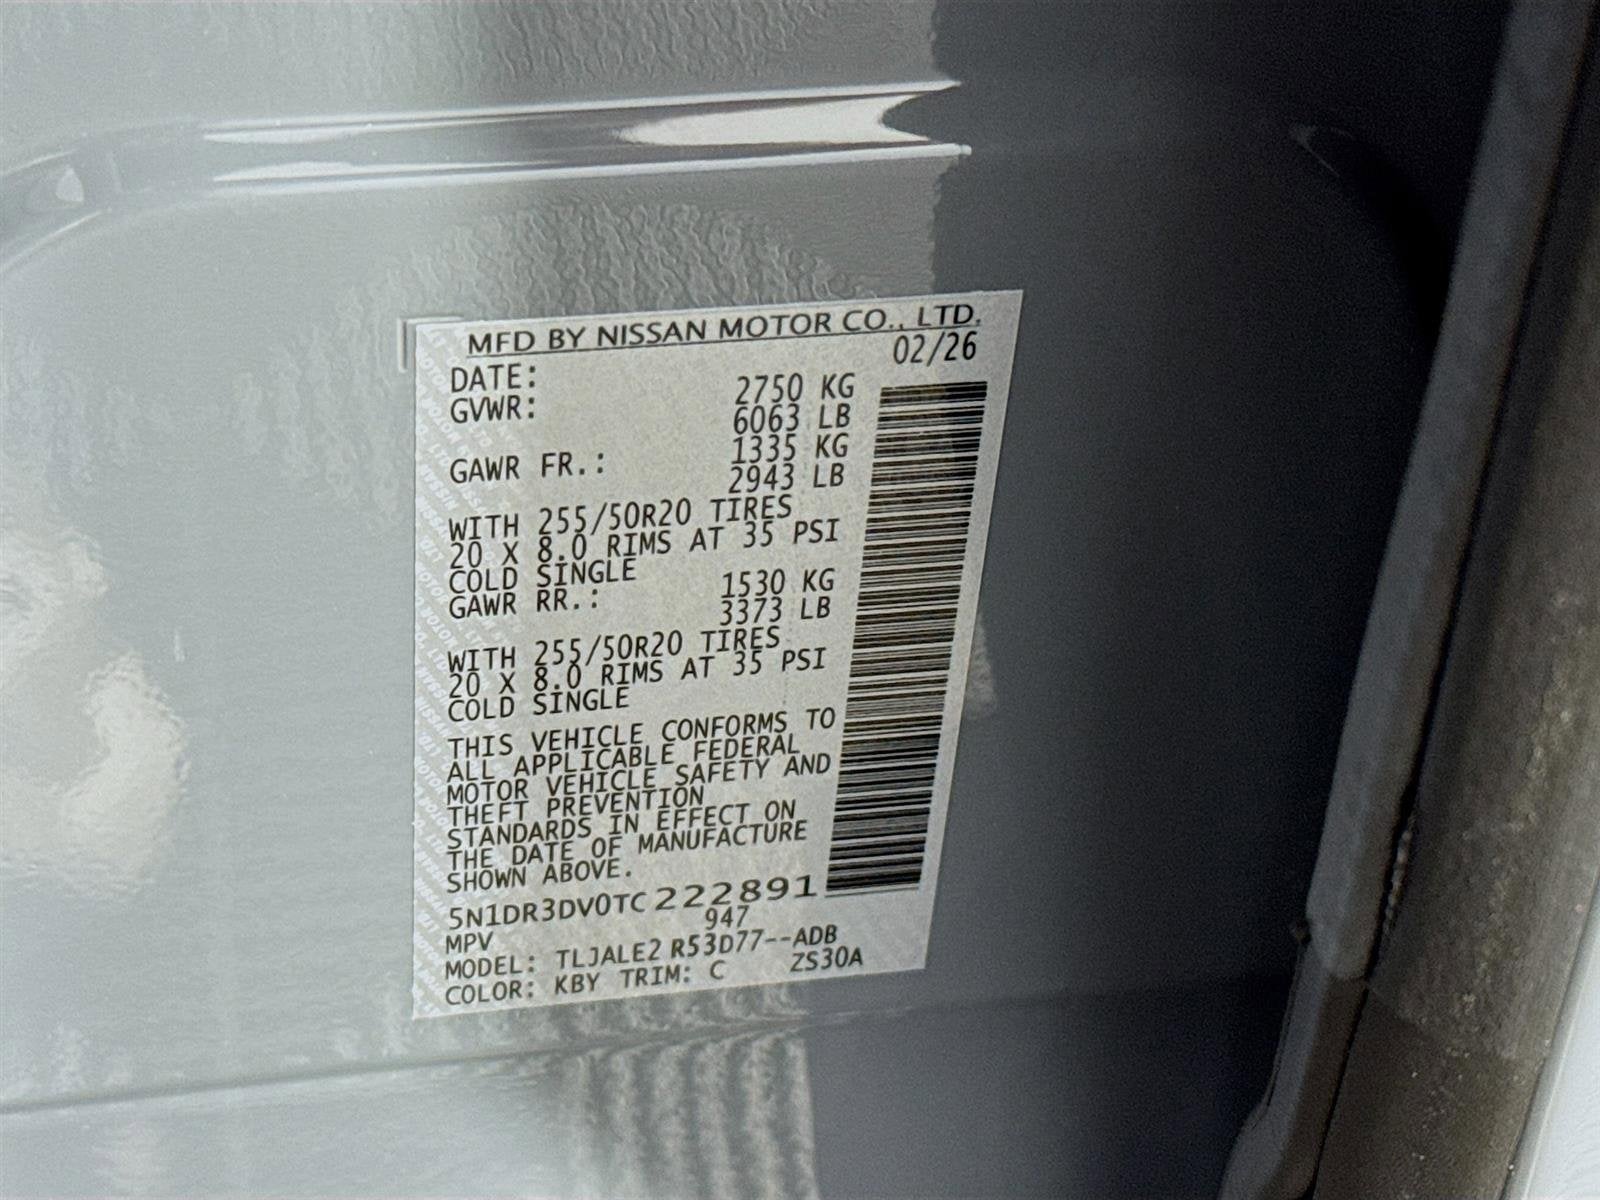 MFD BY NISSAN MOTOR CO., LTD.
DATE: 02/26
GVWR: 2750 KG
6063 LB
GAWR FR.: 1335 KG
2943 LB
WITH 255/50R20 TIRES
20 X 8.0 RIMS AT 35 PSI
COLD SINGLE
GAWR RR.: 1530 KG
3373 LB
WITH 255/50R20 TIRES
20 X 8.0 RIMS AT 35 PSI
COLD SINGLE
THIS VEHICLE CONFORMS TO
ALL APPLICABLE FEDERAL
MOTOR VEHICLE SAFETY AND
THEFT PREVENTION
STANDARDS IN EFFECT ON
THE DATE OF MANUFACTURE
SHOWN ABOVE.
5N1DR3DV0TC222891
MPV 947
MODEL: TLJALE2 R53D77--ADB
COLOR: KBY TRIM: C ZS30A